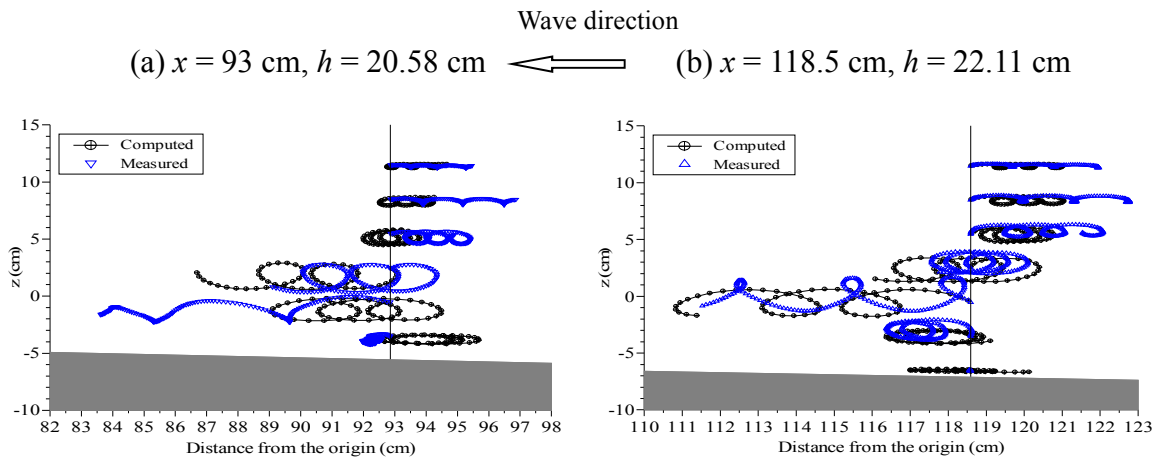 Wave direction
(a) x = 93 cm, h = 20.58 cm
(b) x = 118.5 cm, h = 22.11 cm
Computed
Measured
15
10
5
0
-5
-10
z (cm)
82 83 84 85 86 87 88 89 90 91 92 93 94 95 96 97 98
Distance from the origin (cm)
Computed
Measured
15
10
5
0
-5
-10
z (cm)
110 111 112 113 114 115 116 117 118 119 120 121 122 123
Distance from the origin (cm)